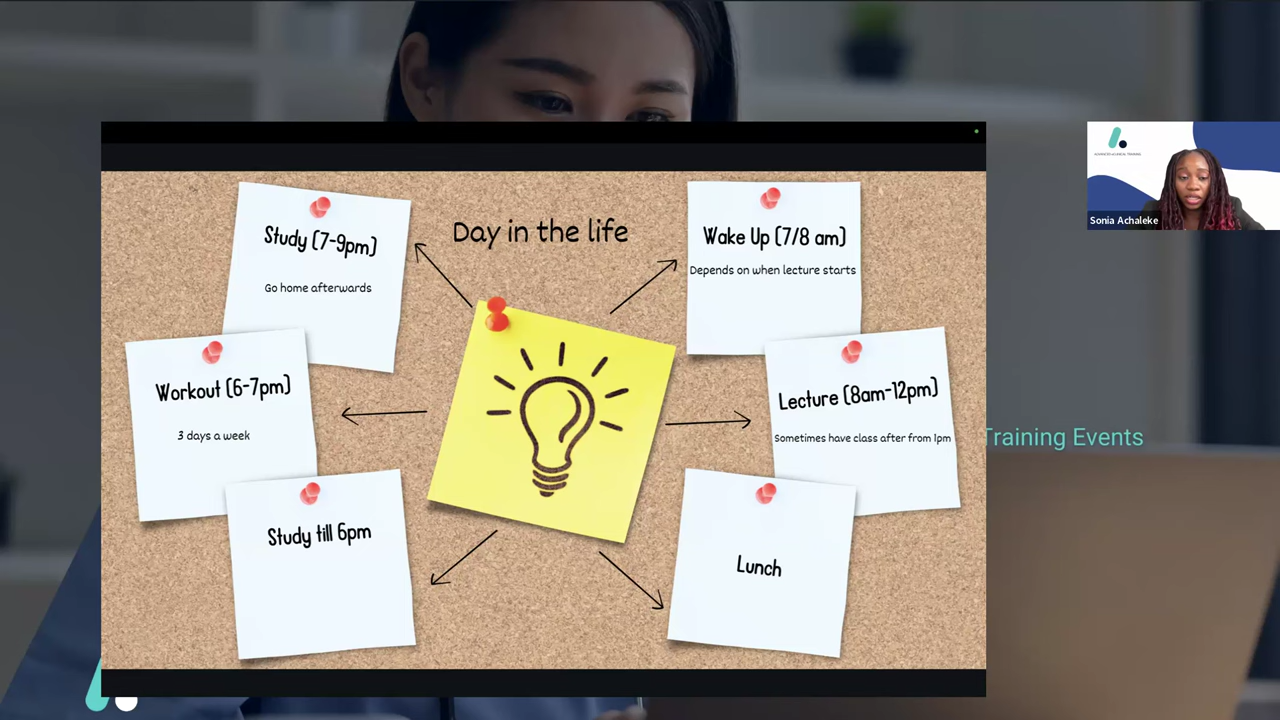 Day in the life
Wake Up (7/8 am)
Depends on when lecture starts
Lecture (8am-12pm)
Sometimes have class after from 1pm
Lunch
Study till 6pm
Workout (6-7pm)
3 days a week
Study (7-9pm)
Go home afterwards
Training Events
Sonia Achaleke